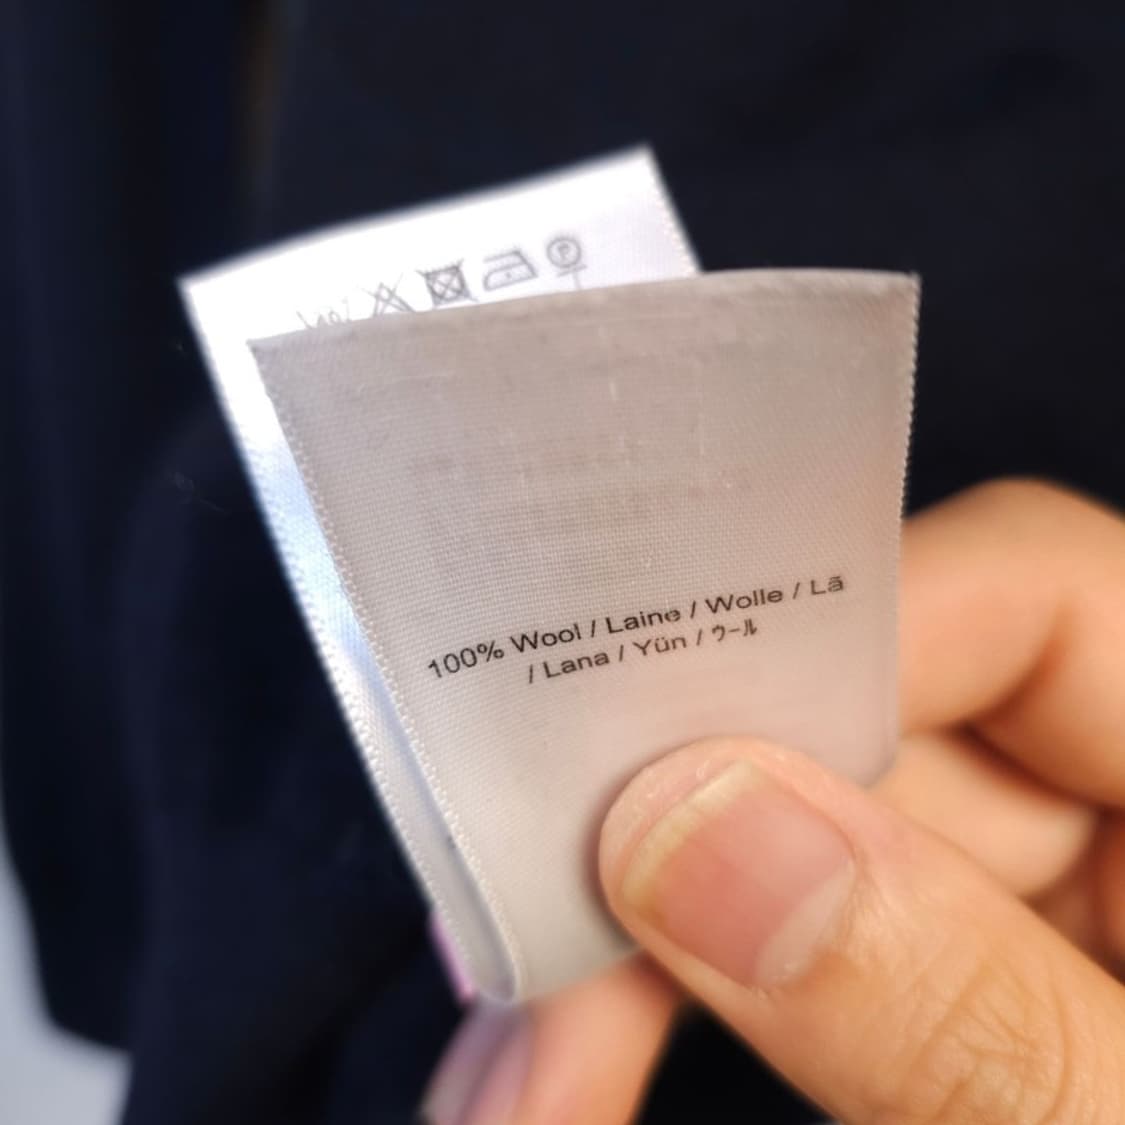 100% Wool / Laine / Wolle / Lã
/ Lana / Yün / ウール